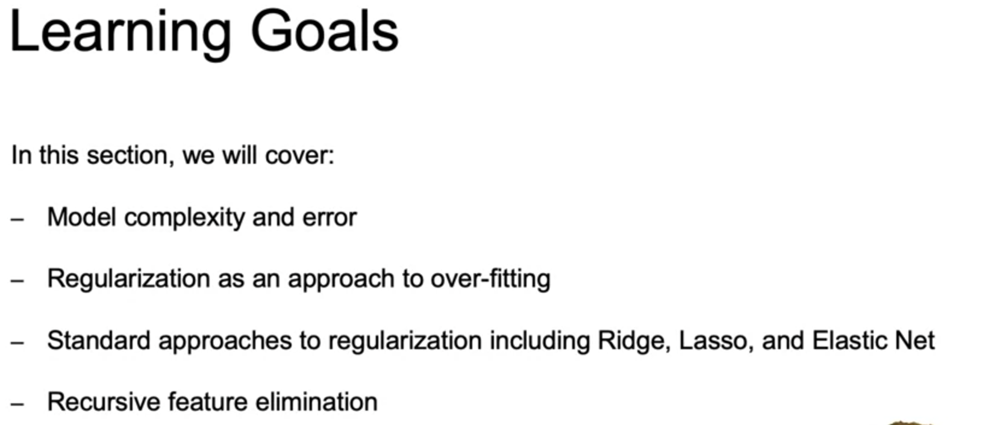 Learning Goals
In this section, we will cover:
– Model complexity and error
– Regularization as an approach to over-fitting
– Standard approaches to regularization including Ridge, Lasso, and Elastic Net
– Recursive feature elimination